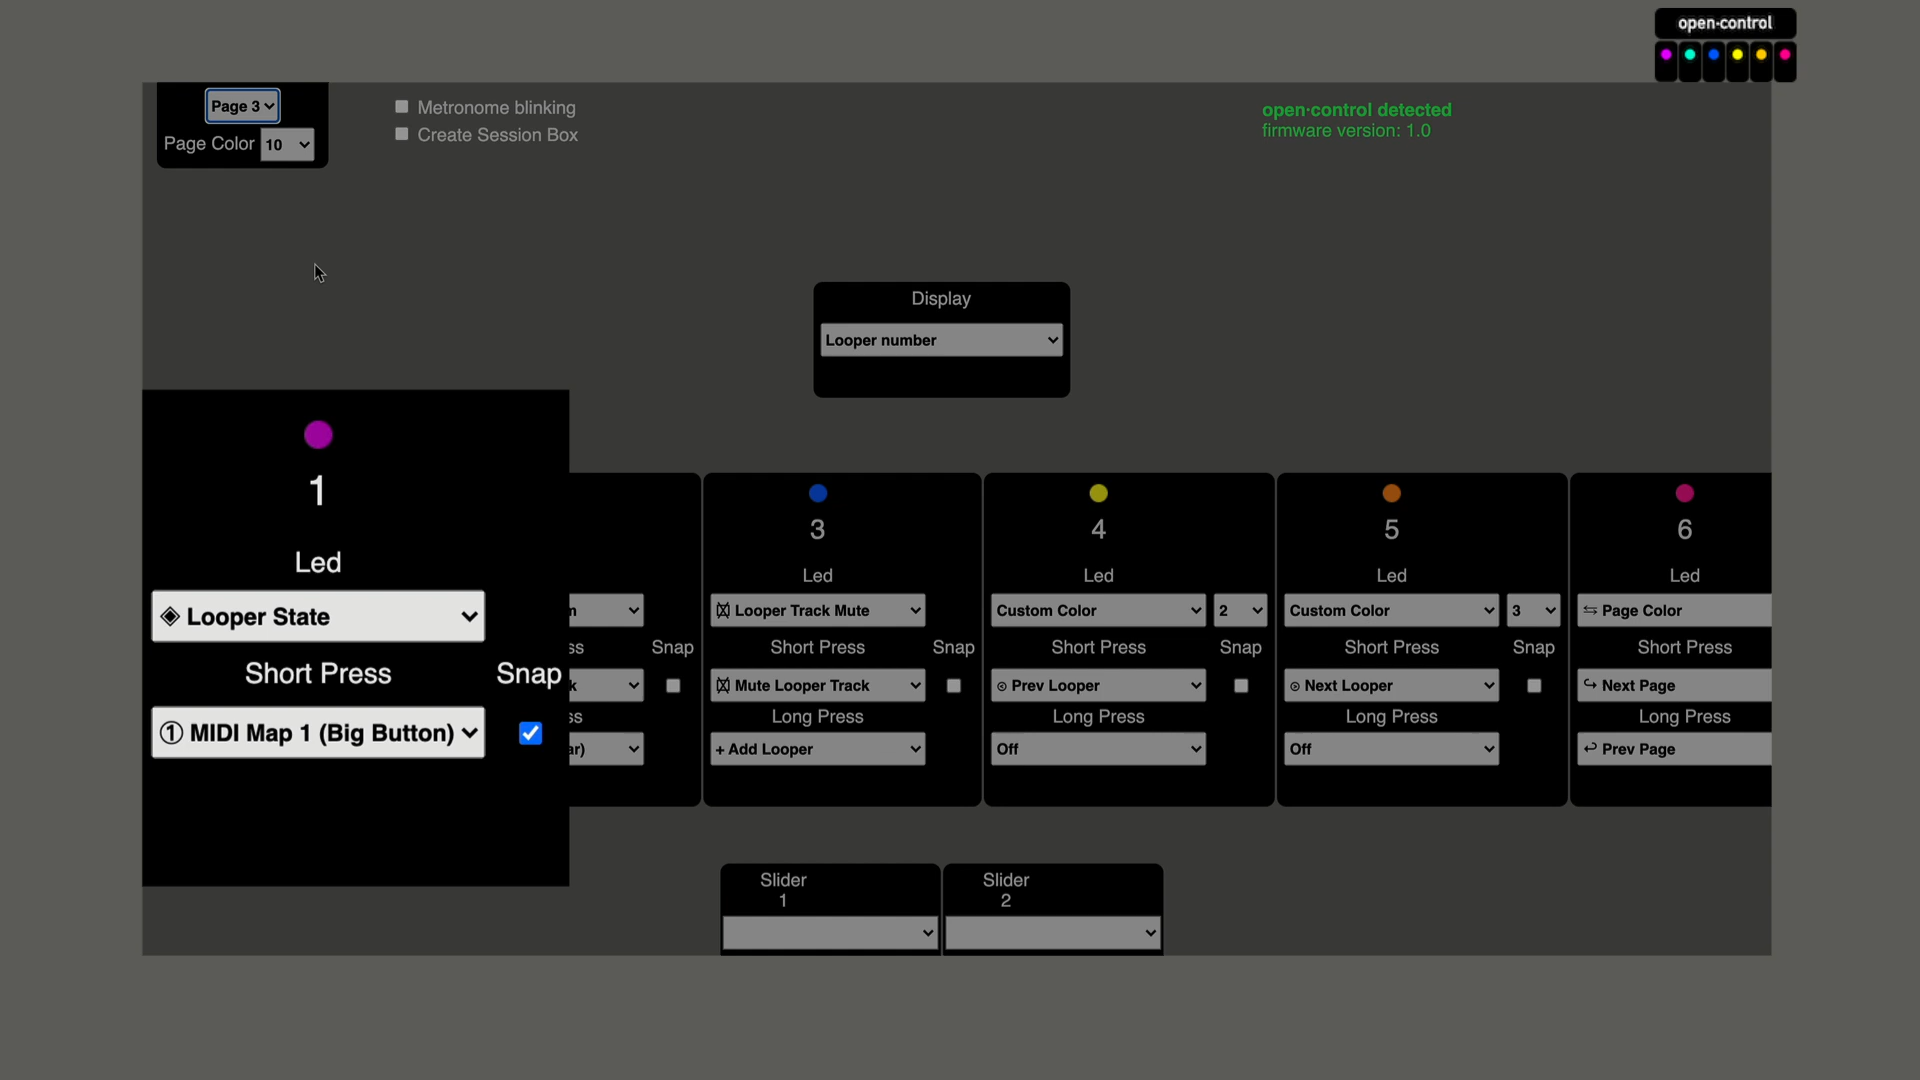 open·control
Page 3
Page Color 10
Metronome blinking
Create Session Box
open·control detected
firmware version: 1.0
Display
Looper number
1
Led
◈ Looper State
Short Press
Snap
① MIDI Map 1 (Big Button)
Snap
3
Led
Looper Track Mute
Short Press
Snap
Mute Looper Track
Long Press
+ Add Looper
4
Led
Custom Color
2
Short Press
Snap
Prev Looper
Long Press
Off
5
Led
Custom Color
3
Short Press
Snap
Next Looper
Long Press
Off
6
Led
⇆ Page Color
Short Press
↪ Next Page
Long Press
↩ Prev Page
Slider
1
Slider
2